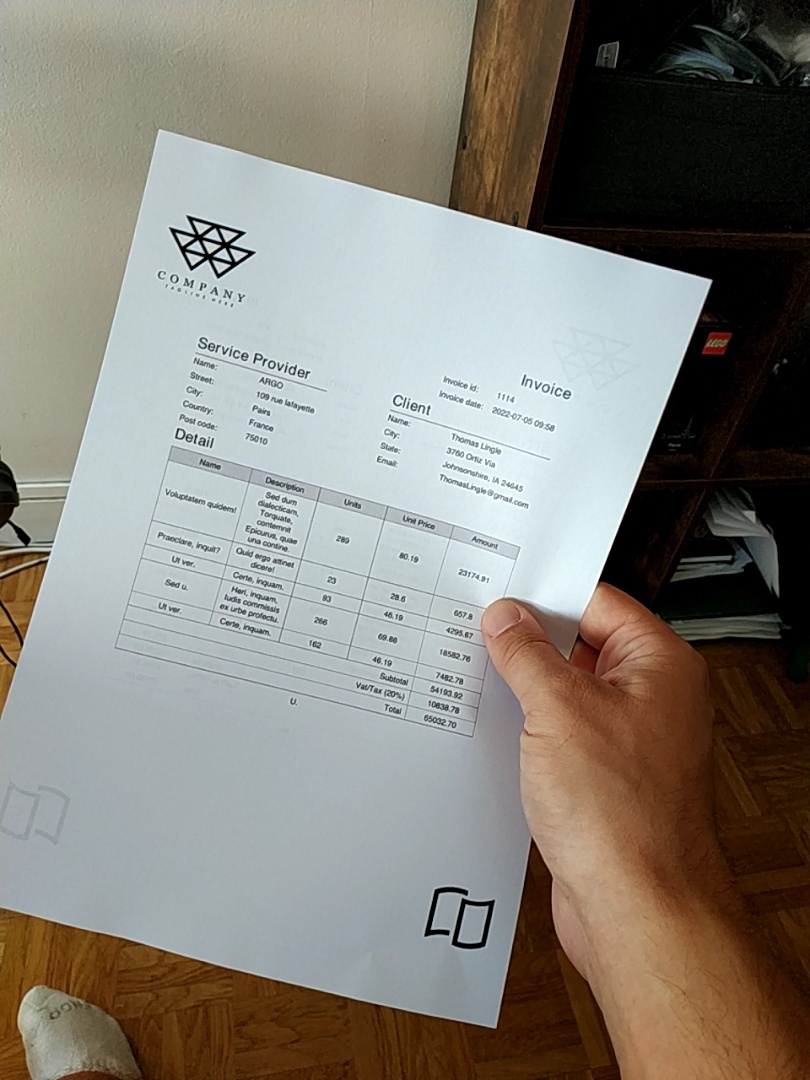 COMPANY
TAGLINE HERE
LEGO
Invoice
Invoice id: 1114
Invoice date: 2022-07-05 09:58
Service Provider
Name: ARGO
Street: 109 rue lafayette
City: Pairs
Country: France
Post code: 75010
Client
Name: Thomas Lingle
City: 3760 Ortiz Via
State: Johnsonshire, IA 24645
Email: ThomasLingle@gmail.com
Detail
Name Description Units Unit Price Amount
Voluptatem quidem! Sed dum dialecticam, Torquate, contemnit Epicurus, quae una contine. 289 80.19 23174.91
Praeclare, inquit? Quid ergo attinet dicere! 23 28.6 657.8
Ut ver. Certe, inquam. 93 46.19 4295.67
Sed u. Heri, inquam, ludis commissis ex urbe profectu. 266 69.86 18582.76
Ut ver. Certe, inquam. 162 46.19 7482.78
Subtotal 54193.92
Vat/Tax (20%) 10838.78
Total 65032.70
U.